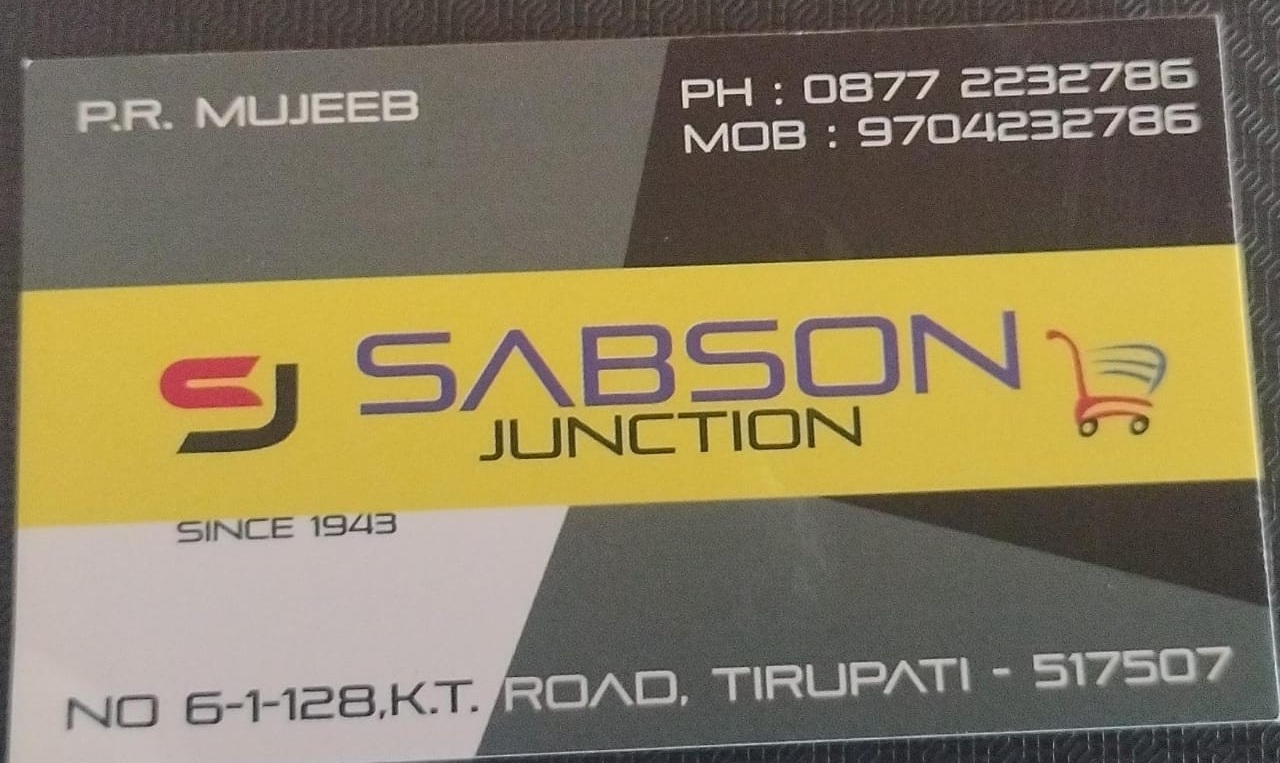 P.R. MUJEEB
PH : 0877 2232786
MOB : 9704232786
SJ
SABSON
JUNCTION
SINCE 1943
NO 6-1-128,K.T. ROAD, TIRUPATI - 517507